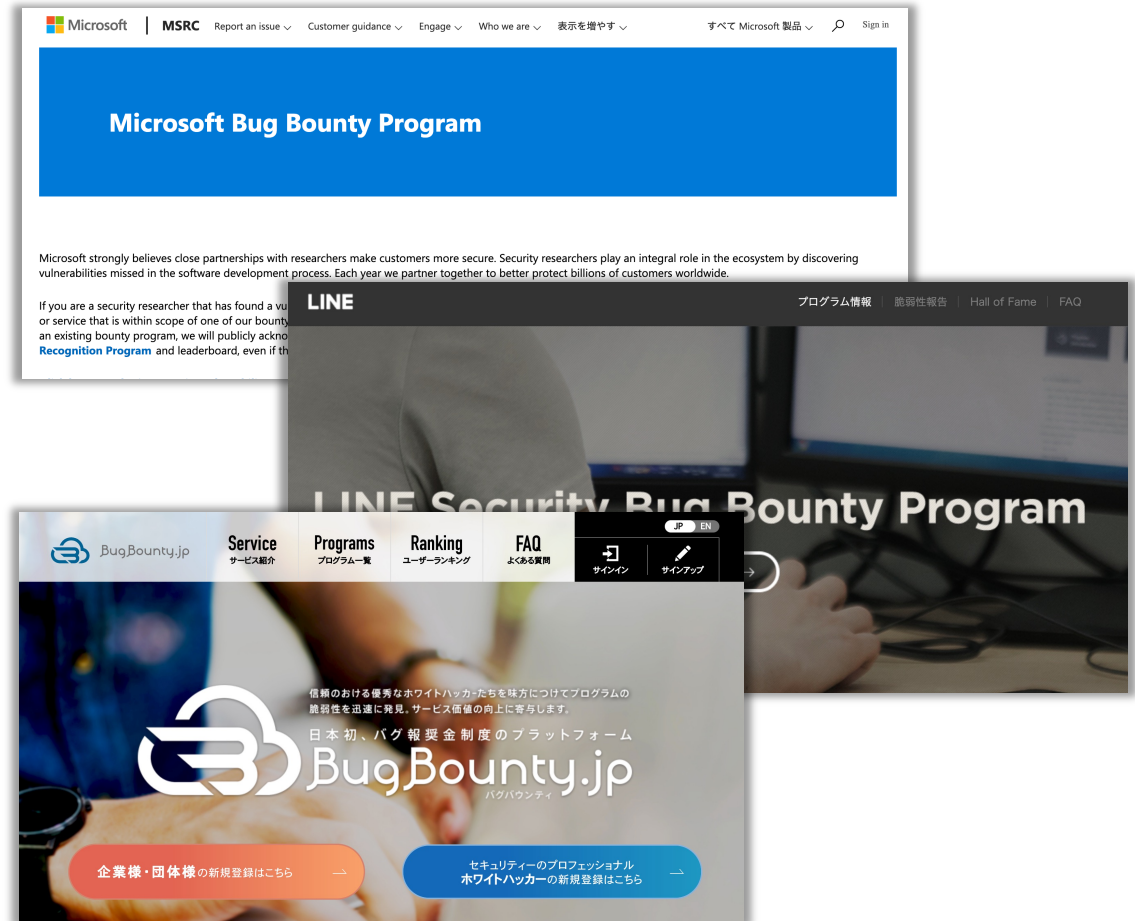 Microsoft MSRC Report an issue Customer guidance Engage Who we are 表示を増やす すべて Microsoft 製品 Sign in
Microsoft Bug Bounty Program
Microsoft strongly believes close partnerships with researchers make customers more secure. Security researchers play an integral role in the ecosystem by discovering
vulnerabilities missed in the software development process. Each year we partner together to better protect billions of customers worldwide.
If you are a security researcher that has found a vu
or service that is within scope of one of our bounty
an existing bounty program, we will publicly ackno
Recognition Program and leaderboard, even if th
LINE プログラム情報 脆弱性報告 Hall of Fame FAQ
LINE Security Bug Bounty Program
BugBounty.jp
Service
サービス紹介
Programs
プログラム一覧
Ranking
ユーザーランキング
FAQ
よくある質問
JP EN
サインイン
サインアップ
信頼のおける優秀なホワイトハッカーたちを味方につけてプログラムの
脆弱性を迅速に発見。サービス価値の向上に寄与します。
日本初、バグ報奨金制度のプラットフォーム
BugBounty.jp
バグバウンティ
企業様・団体様の新規登録はこちら
セキュリティーのプロフェッショナル
ホワイトハッカーの新規登録はこちら